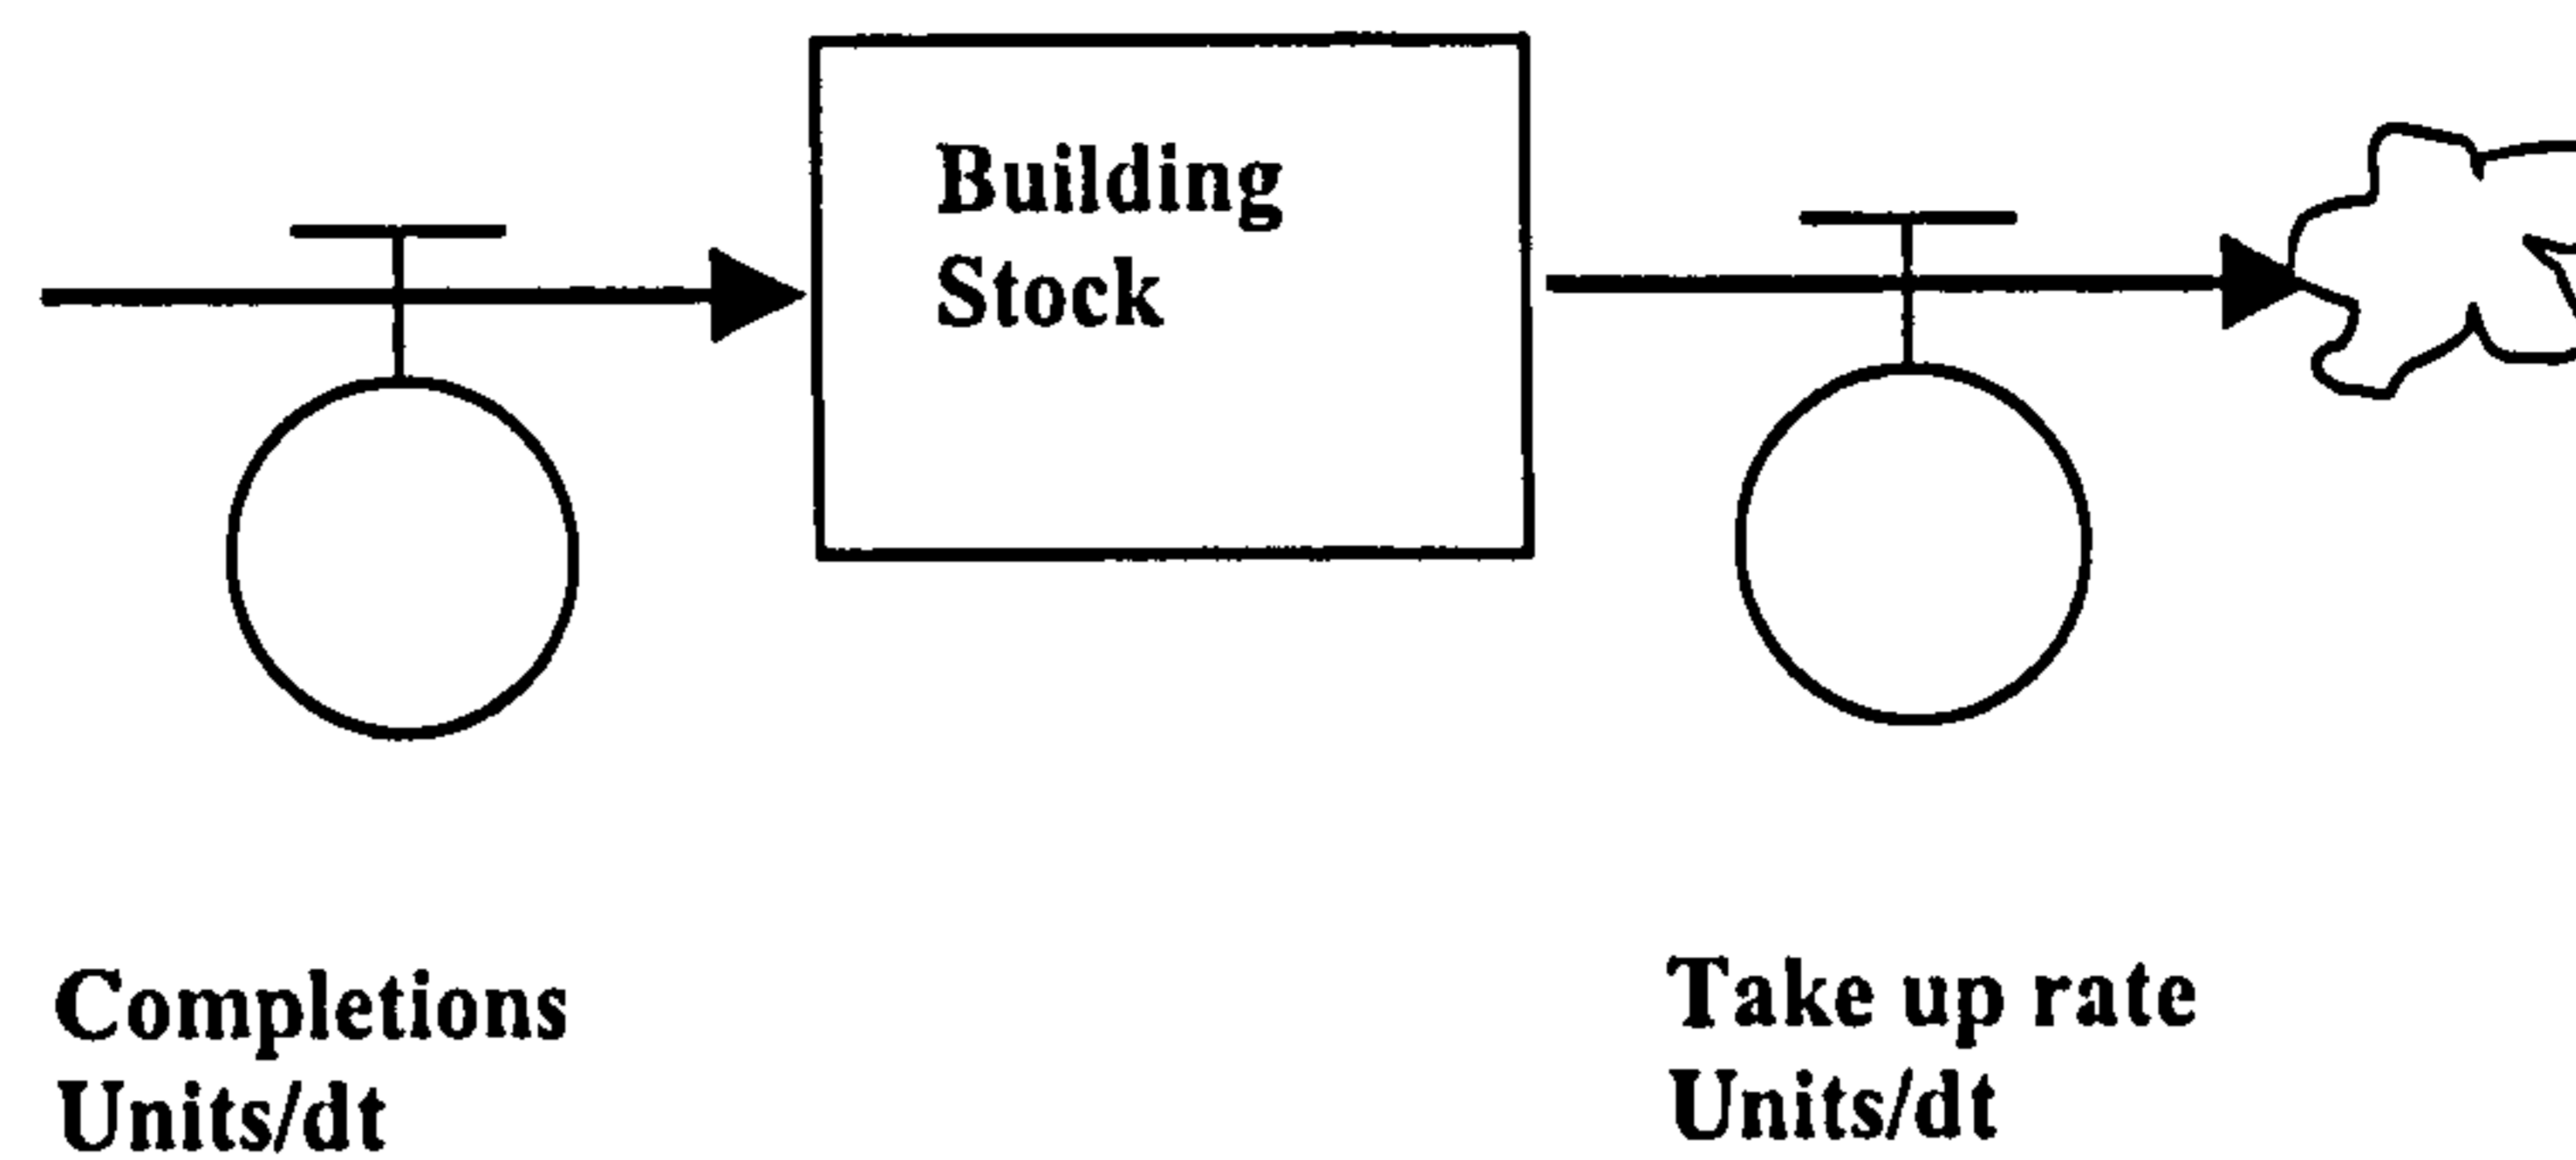 Building
Stock
Completions
Units/dt
Take up rate
Units/dt